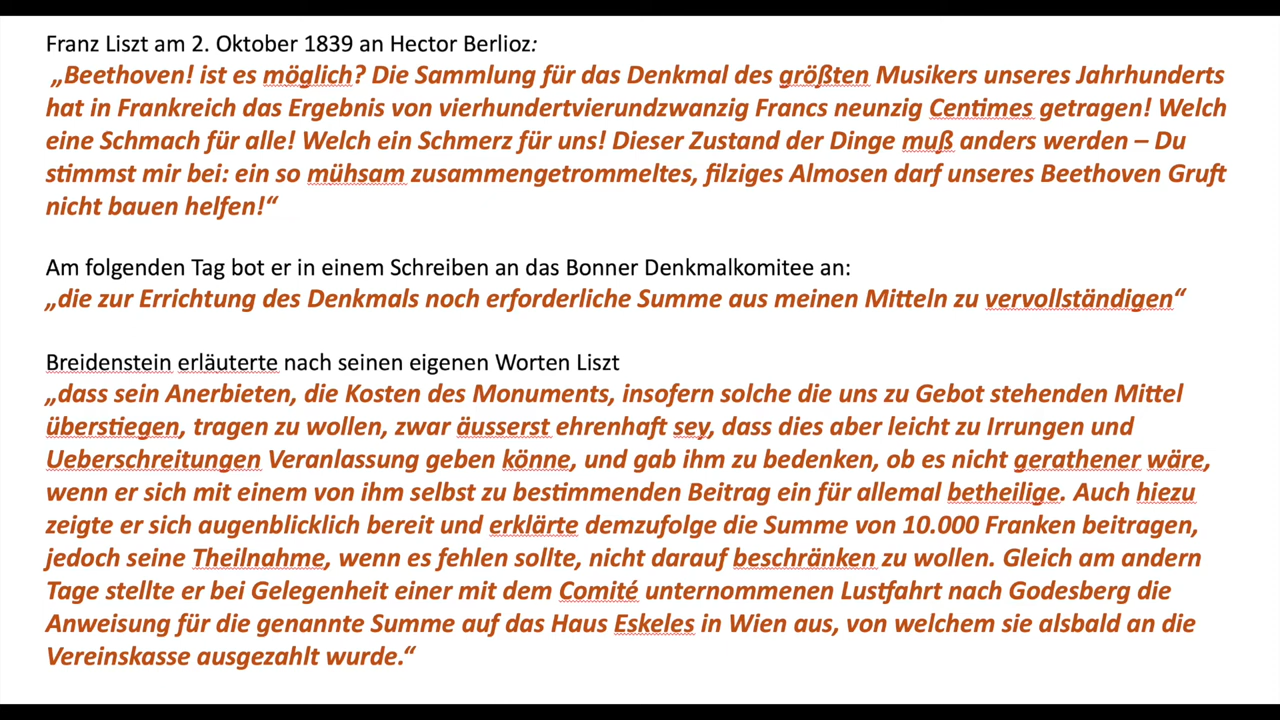 Franz Liszt am 2. Oktober 1839 an Hector Berlioz:
„Beethoven! ist es möglich? Die Sammlung für das Denkmal des größten Musikers unseres Jahrhunderts
hat in Frankreich das Ergebnis von vierhundertvierundzwanzig Francs neunzig Centimes getragen! Welch
eine Schmach für alle! Welch ein Schmerz für uns! Dieser Zustand der Dinge muß anders werden – Du
stimmst mir bei: ein so mühsam zusammengetrommeltes, filziges Almosen darf unseres Beethoven Gruft
nicht bauen helfen!“
Am folgenden Tag bot er in einem Schreiben an das Bonner Denkmalkomitee an:
„die zur Errichtung des Denkmals noch erforderliche Summe aus meinen Mitteln zu vervollständigen“
Breidenstein erläuterte nach seinen eigenen Worten Liszt
„dass sein Anerbieten, die Kosten des Monuments, insofern solche die uns zu Gebot stehenden Mittel
überstiegen, tragen zu wollen, zwar äusserst ehrenhaft sey, dass dies aber leicht zu Irrungen und
Ueberschreitungen Veranlassung geben könne, und gab ihm zu bedenken, ob es nicht gerathener wäre,
wenn er sich mit einem von ihm selbst zu bestimmenden Beitrag ein für allemal betheilige. Auch hiezu
zeigte er sich augenblicklich bereit und erklärte demzufolge die Summe von 10.000 Franken beitragen,
jedoch seine Theilnahme, wenn es fehlen sollte, nicht darauf beschränken zu wollen. Gleich am andern
Tage stellte er bei Gelegenheit einer mit dem Comité unternommenen Lustfahrt nach Godesberg die
Anweisung für die genannte Summe auf das Haus Eskeles in Wien aus, von welchem sie alsbald an die
Vereinskasse ausgezahlt wurde.“